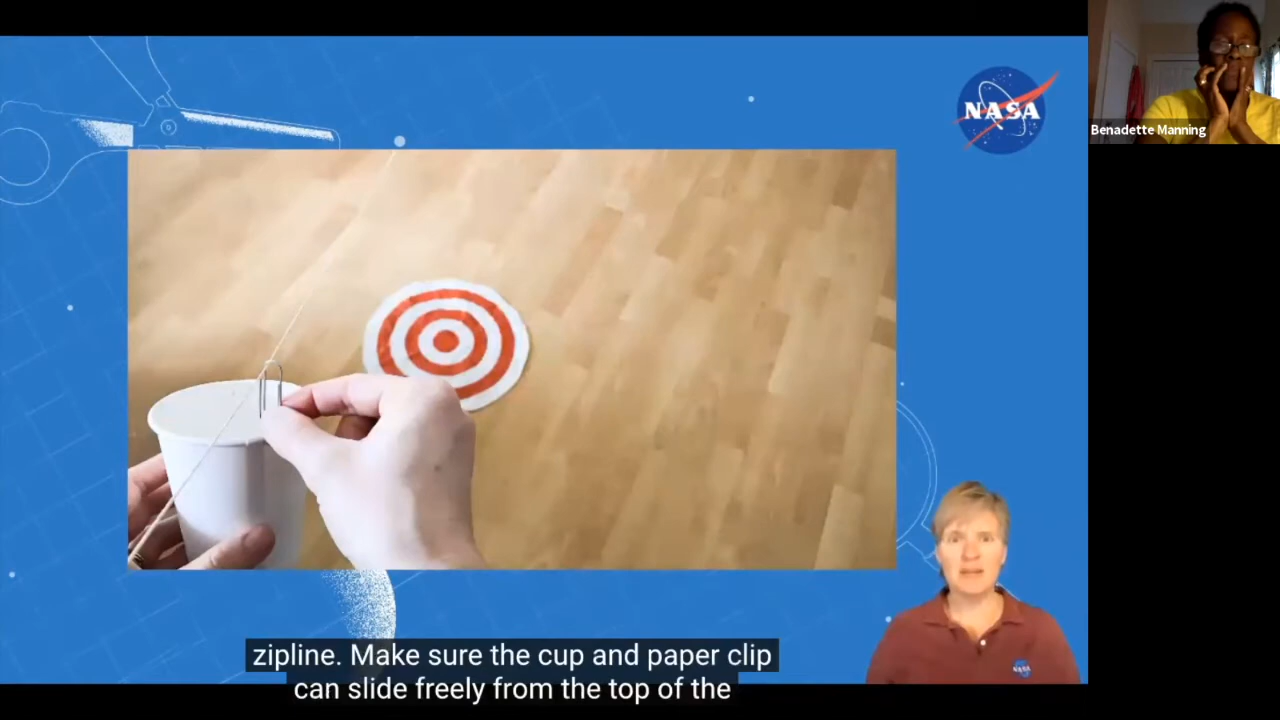 NASA
Benadette Manning
NASA
zipline. Make sure the cup and paper clip
can slide freely from the top of the